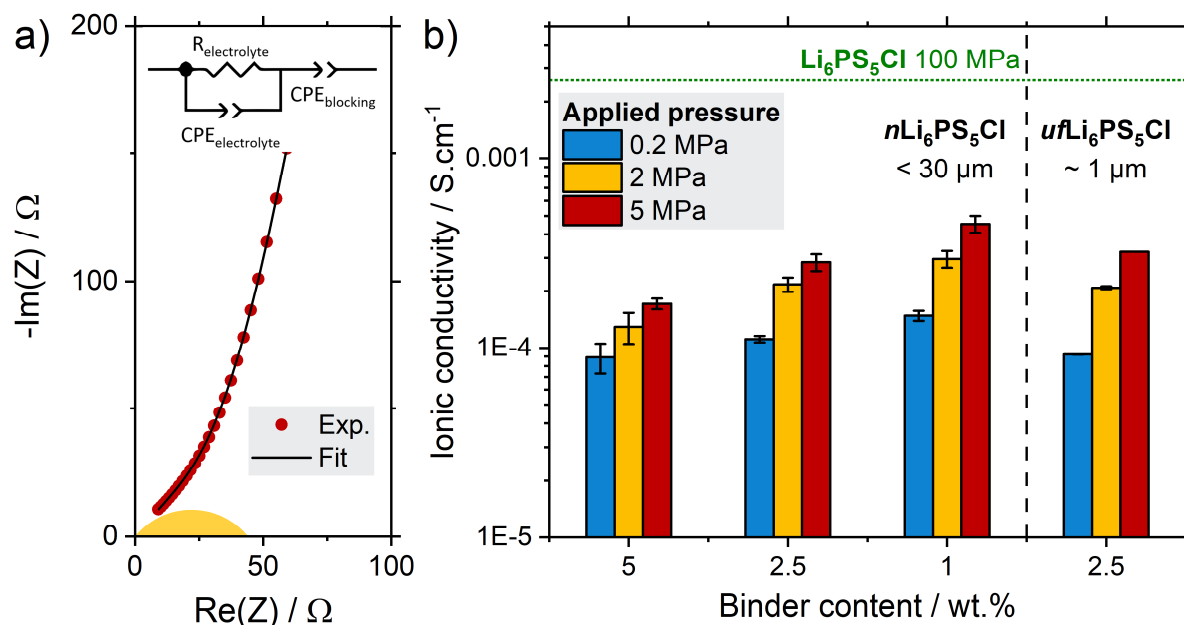 a)
200
100
0
-Im(Z) / Ω
R_electrolyte
CPE_blocking
CPE_electrolyte
Exp.
Fit
0 50 100
Re(Z) / Ω
b)
Ionic conductivity / S.cm⁻¹
0.001
1E-4
1E-5
Li₆PS₅Cl 100 MPa
Applied pressure
0.2 MPa
2 MPa
5 MPa
nLi₆PS₅Cl
< 30 µm
ufLi₆PS₅Cl
~ 1 µm
5 2.5 1 2.5
Binder content / wt.%